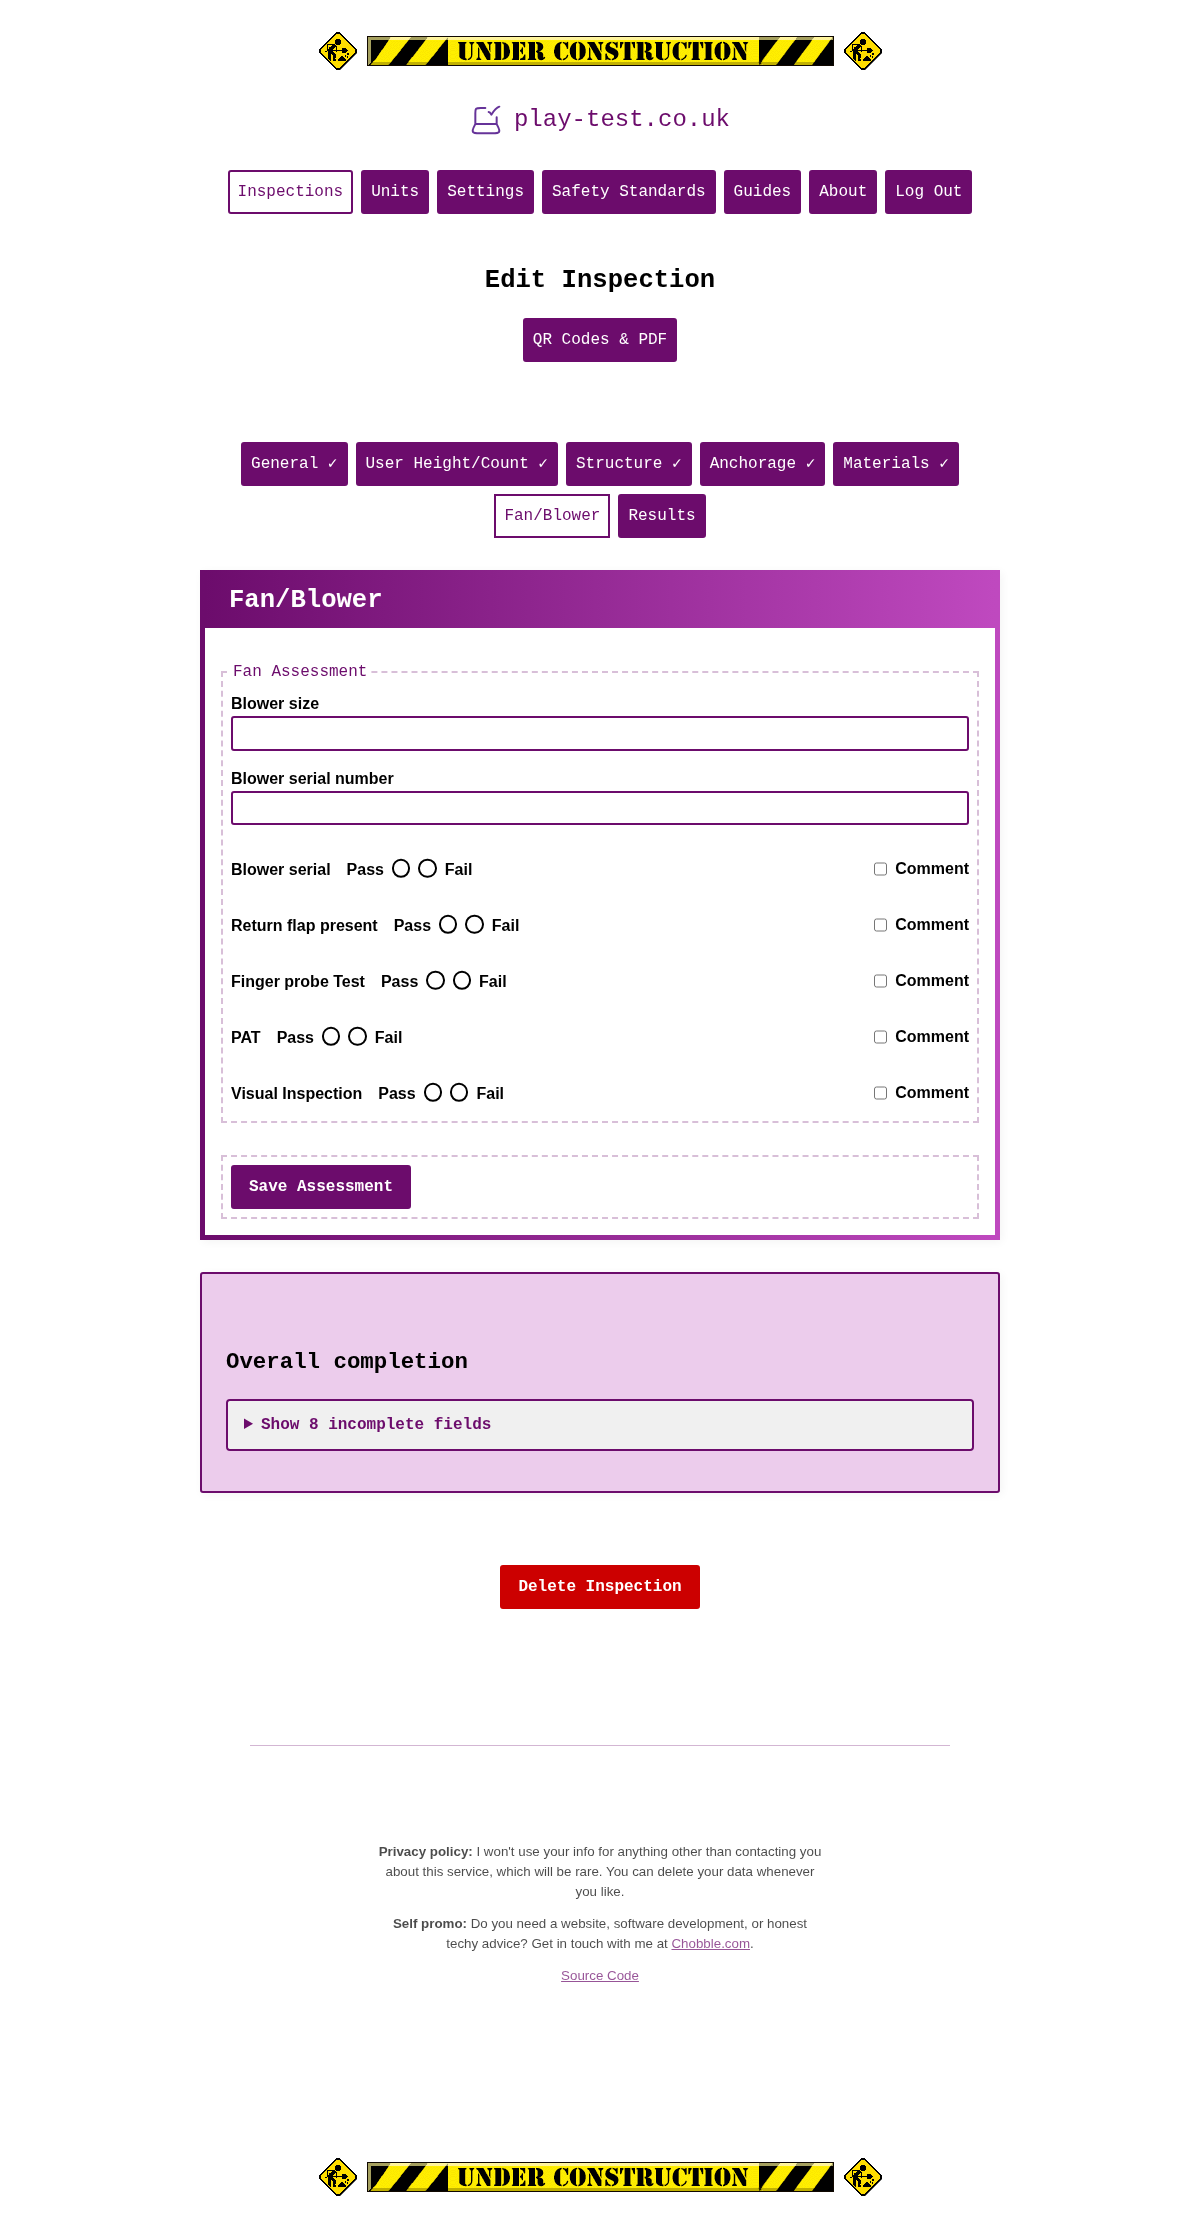 UNDER CONSTRUCTION
play-test.co.uk
Inspections Units Settings Safety Standards Guides About Log Out
Edit Inspection
QR Codes & PDF
General ✓ User Height/Count ✓ Structure ✓ Anchorage ✓ Materials ✓
Fan/Blower Results
Fan/Blower
Fan Assessment
Blower size
Blower serial number
Blower serial Pass Fail Comment
Return flap present Pass Fail Comment
Finger probe Test Pass Fail Comment
PAT Pass Fail Comment
Visual Inspection Pass Fail Comment
Save Assessment
Overall completion
Show 8 incomplete fields
Delete Inspection
Privacy policy: I won't use your info for anything other than contacting you
about this service, which will be rare. You can delete your data whenever
you like.
Self promo: Do you need a website, software development, or honest
techy advice? Get in touch with me at Chobble.com.
Source Code
UNDER CONSTRUCTION